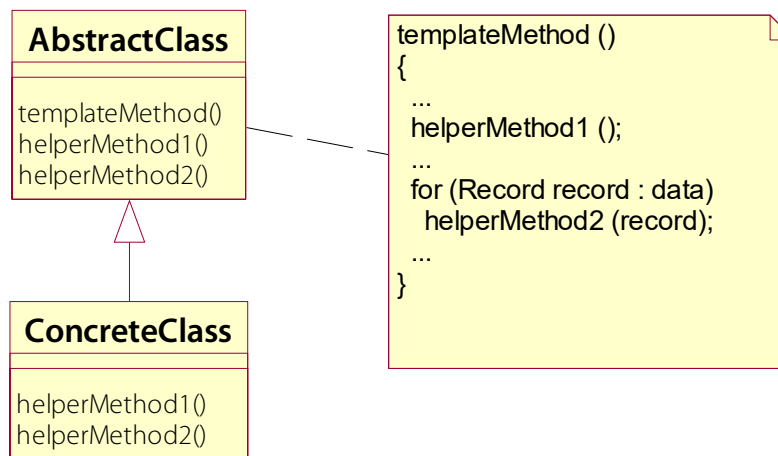 AbstractClass
templateMethod()
helperMethod1()
helperMethod2()
templateMethod ()
{
...
helperMethod1 ();
...
for (Record record : data)
helperMethod2 (record);
...
}
ConcreteClass
helperMethod1()
helperMethod2()